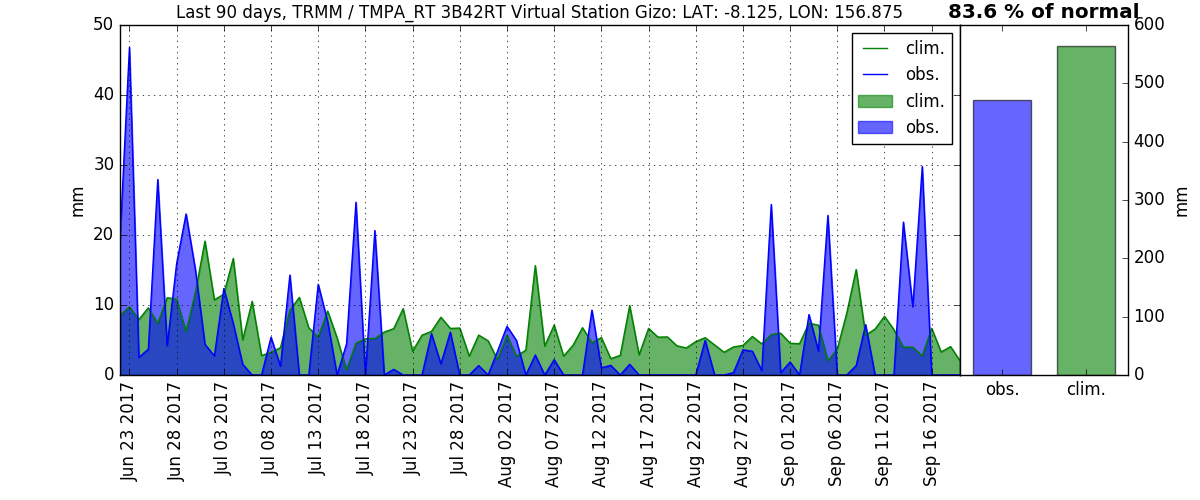 Last 90 days, TRMM / TMPA_RT 3B42RT Virtual Station Gizo: LAT: -8.125, LON: 156.875
83.6 % of normal
50
40
30
20
10
0
mm
clim.
obs.
clim.
obs.
600
500
400
300
200
100
0
mm
obs.
clim.
Jun 23 2017
Jun 28 2017
Jul 03 2017
Jul 08 2017
Jul 13 2017
Jul 18 2017
Jul 23 2017
Jul 28 2017
Aug 02 2017
Aug 07 2017
Aug 12 2017
Aug 17 2017
Aug 22 2017
Aug 27 2017
Sep 01 2017
Sep 06 2017
Sep 11 2017
Sep 16 2017